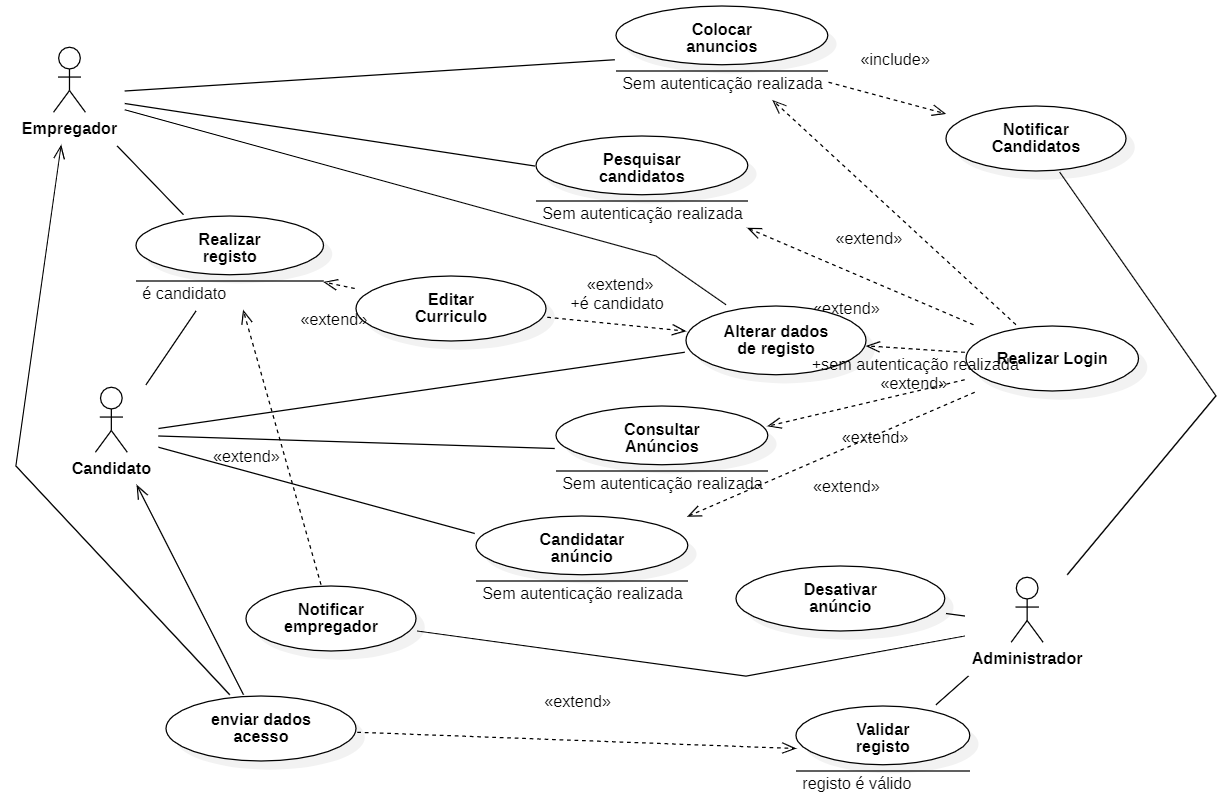 Colocar
anuncios
«include»
Sem autenticação realizada
Empregador
Notificar
Candidatos
Pesquisar
candidatos
Sem autenticação realizada
Realizar
registo
«extend»
é candidato
«extend»
+é candidato
Editar
Curriculo
«extend»
«extend»
Alterar dados
de registo
Realizar Login
+sem autenticação realizada
«extend»
Consultar
Anúncios
«extend»
Candidato
«extend»
Sem autenticação realizada
«extend»
Candidatar
anúncio
Sem autenticação realizada
Desativar
anúncio
Notificar
empregador
Administrador
«extend»
enviar dados
acesso
Validar
registo
registo é válido